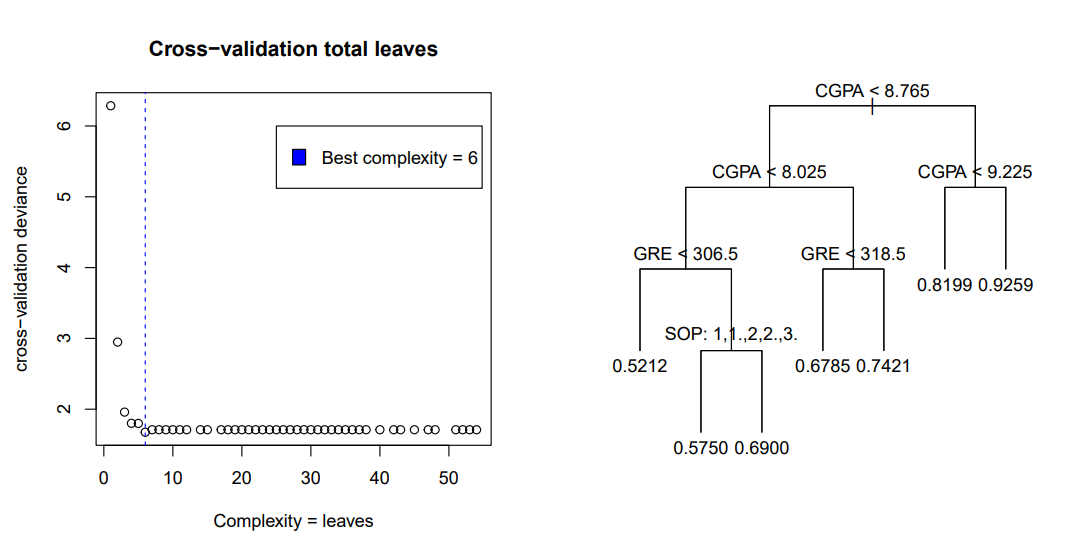 Cross−validation total leaves
cross−validation deviance
6
5
4
3
2
Best complexity = 6
0 10 20 30 40 50
Complexity = leaves
CGPA < 8.765
CGPA < 8.025
CGPA < 9.225
GRE < 306.5
GRE < 318.5
0.8199 0.9259
SOP: 1,1.,2,2.,3.
0.5212
0.6785 0.7421
0.5750 0.6900